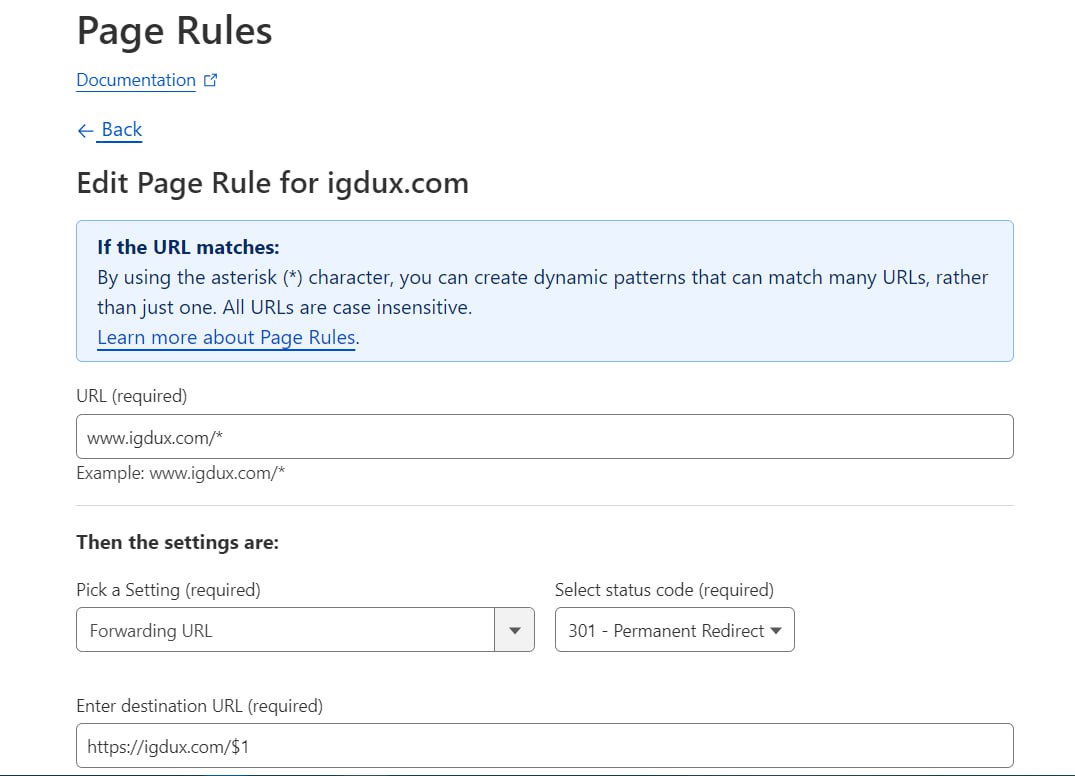 Page Rules
Documentation
← Back
Edit Page Rule for igdux.com
If the URL matches:
By using the asterisk (*) character, you can create dynamic patterns that can match many URLs, rather
than just one. All URLs are case insensitive.
Learn more about Page Rules.
URL (required)
www.igdux.com/*
Example: www.igdux.com/*
Then the settings are:
Pick a Setting (required)
Select status code (required)
Forwarding URL
301 - Permanent Redirect
Enter destination URL (required)
https://igdux.com/$1